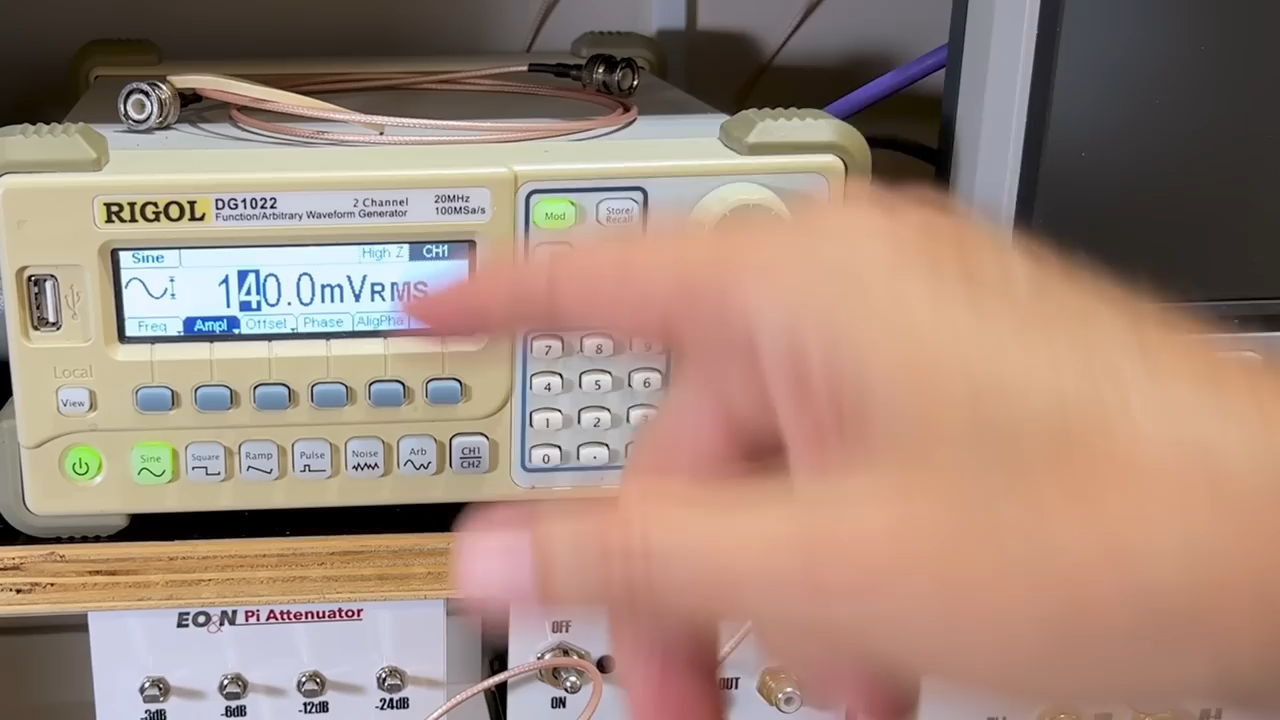 RIGOL DG1022 2 Channel 20MHz
Function/Arbitrary Waveform Generator 100MSa/s
Mod Store/Recall
Sine High Z CH1
140.0mVRMS
Freq Ampl Offset Phase AligPha
7 8 9
Local
View
4 5 6
1 2
0 .
Sine Square Ramp Pulse Noise Arb CH1/CH2
EO&N Pi Attenuator
-3dB -6dB -12dB -24dB
OFF
ON
OUT